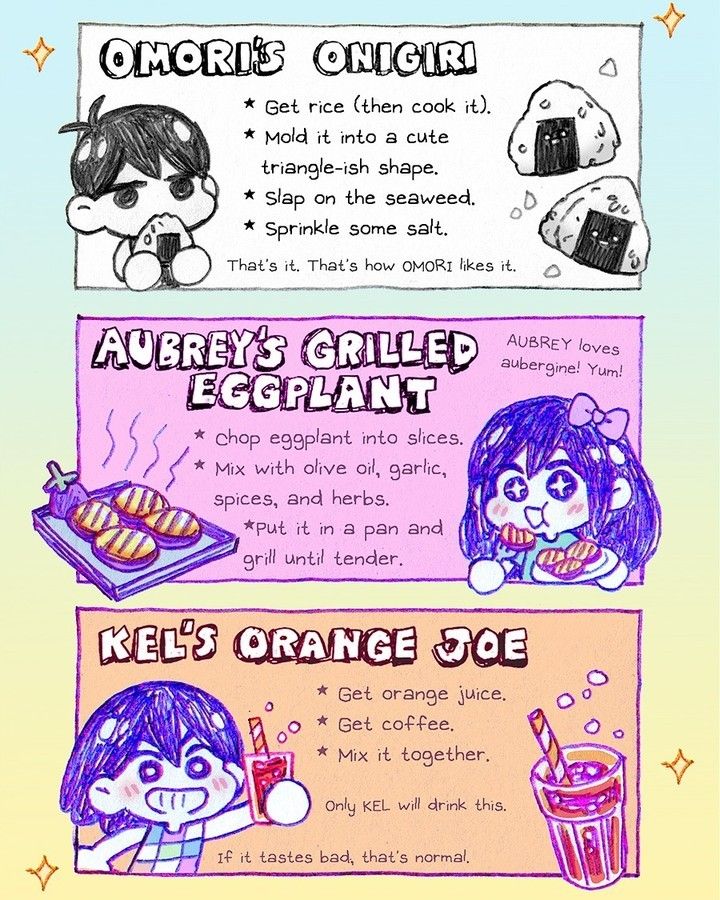 OMORI'S ONIGIRI
★ Get rice (then cook it).
★ Mold it into a cute
triangle-ish shape.
★ Slap on the seaweed.
★ Sprinkle some salt.
That's it. That's how OMORI likes it.
AUBREY'S GRILLED
EGGPLANT
AUBREY loves
aubergine! Yum!
★ Chop eggplant into slices.
★ Mix with olive oil, garlic,
spices, and herbs.
★Put it in a pan and
grill until tender.
KEL'S ORANGE JOE
★ Get orange juice.
★ Get coffee.
★ Mix it together.
Only KEL will drink this.
If it tastes bad, that's normal.